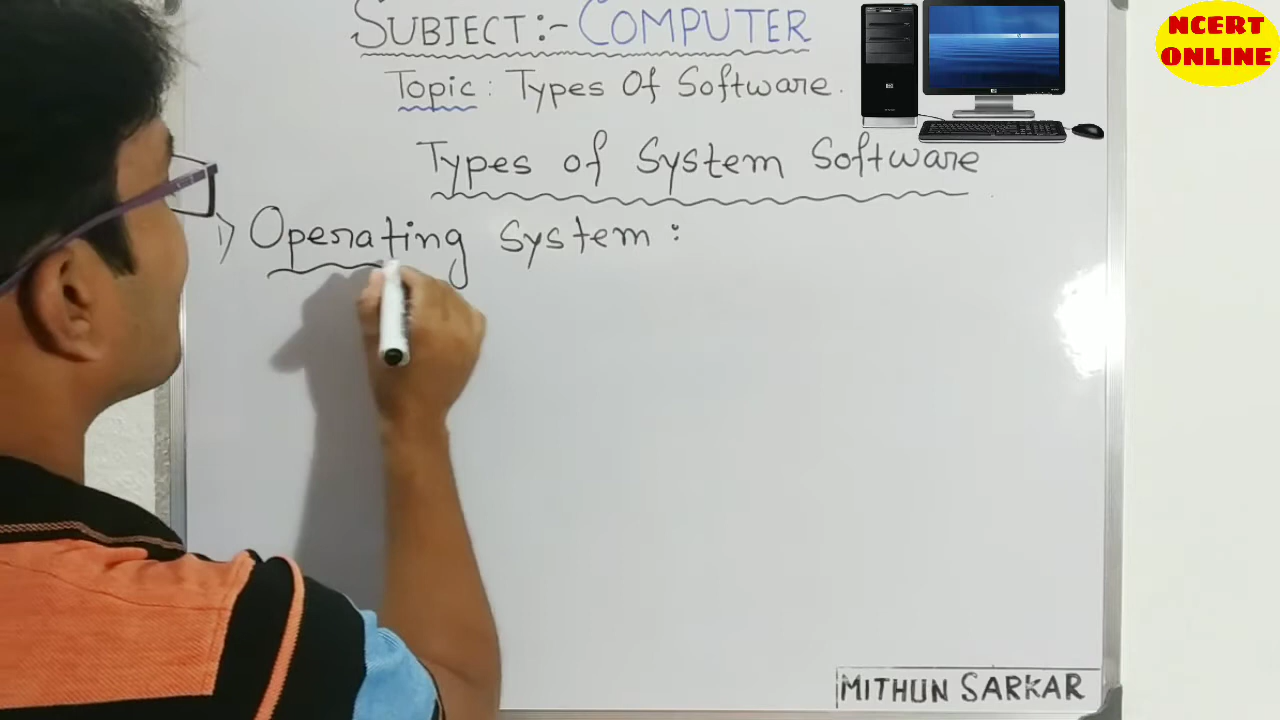 SUBJECT:- COMPUTER
Topic: Types Of Software.
Types of System Software
1) Operating System:
NCERT
ONLINE
MITHUN SARKAR